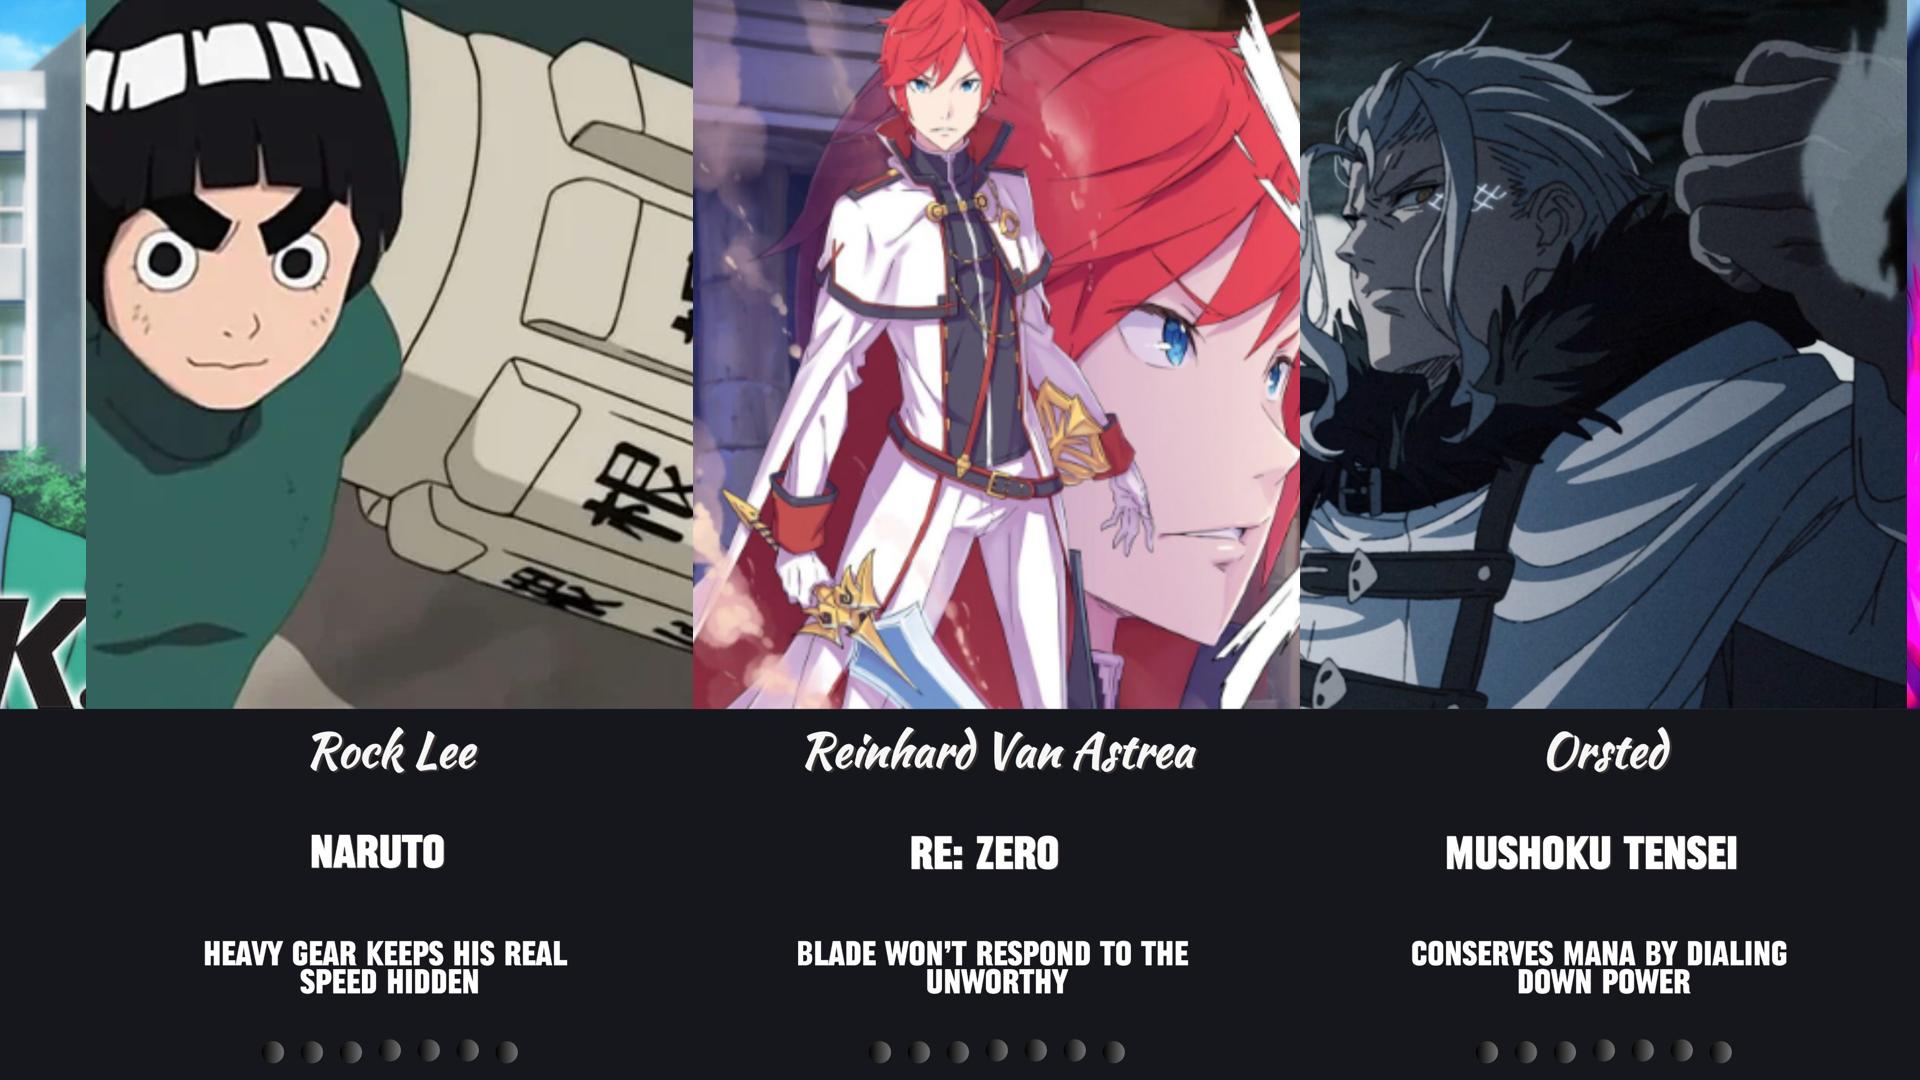 K.
根
Rock Lee
NARUTO
HEAVY GEAR KEEPS HIS REAL
SPEED HIDDEN
Reinhard Van Astrea
RE: ZERO
BLADE WON'T RESPOND TO THE
UNWORTHY
Orsted
MUSHOKU TENSEI
CONSERVES MANA BY DIALING
DOWN POWER